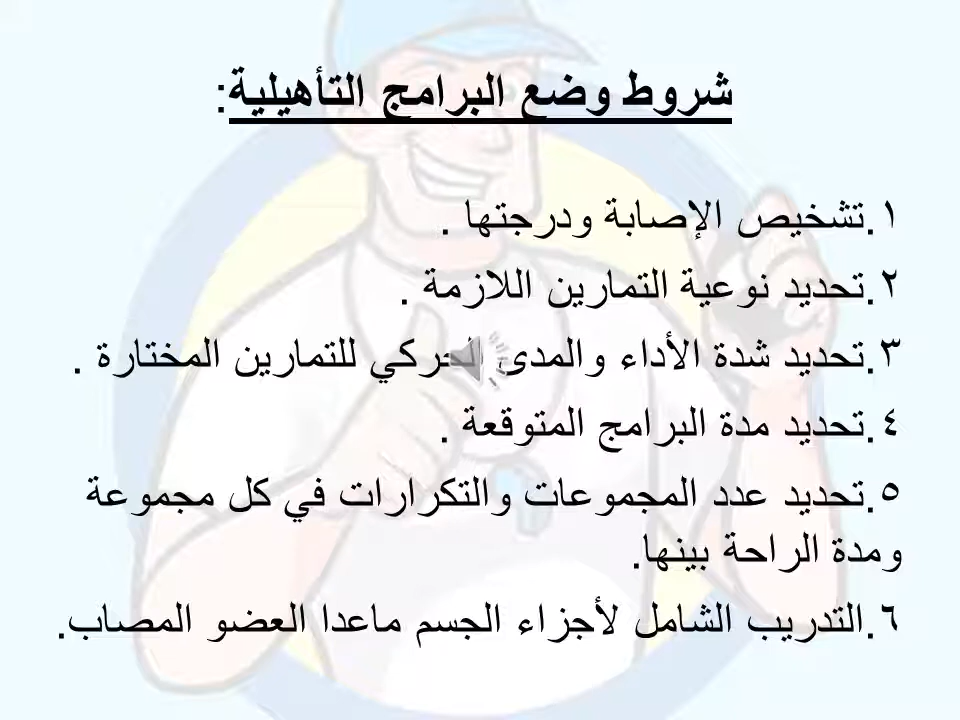 شروط وضع البرامج التأهيلية:
١.تشخيص الإصابة ودرجتها .
٢.تحديد نوعية التمارين اللازمة .
٣.تحديد شدة الأداء والمدى الحركي للتمارين المختارة .
٤.تحديد مدة البرامج المتوقعة .
٥.تحديد عدد المجموعات والتكرارات في كل مجموعة
ومدة الراحة بينها.
٦.التدريب الشامل لأجزاء الجسم ماعدا العضو المصاب.